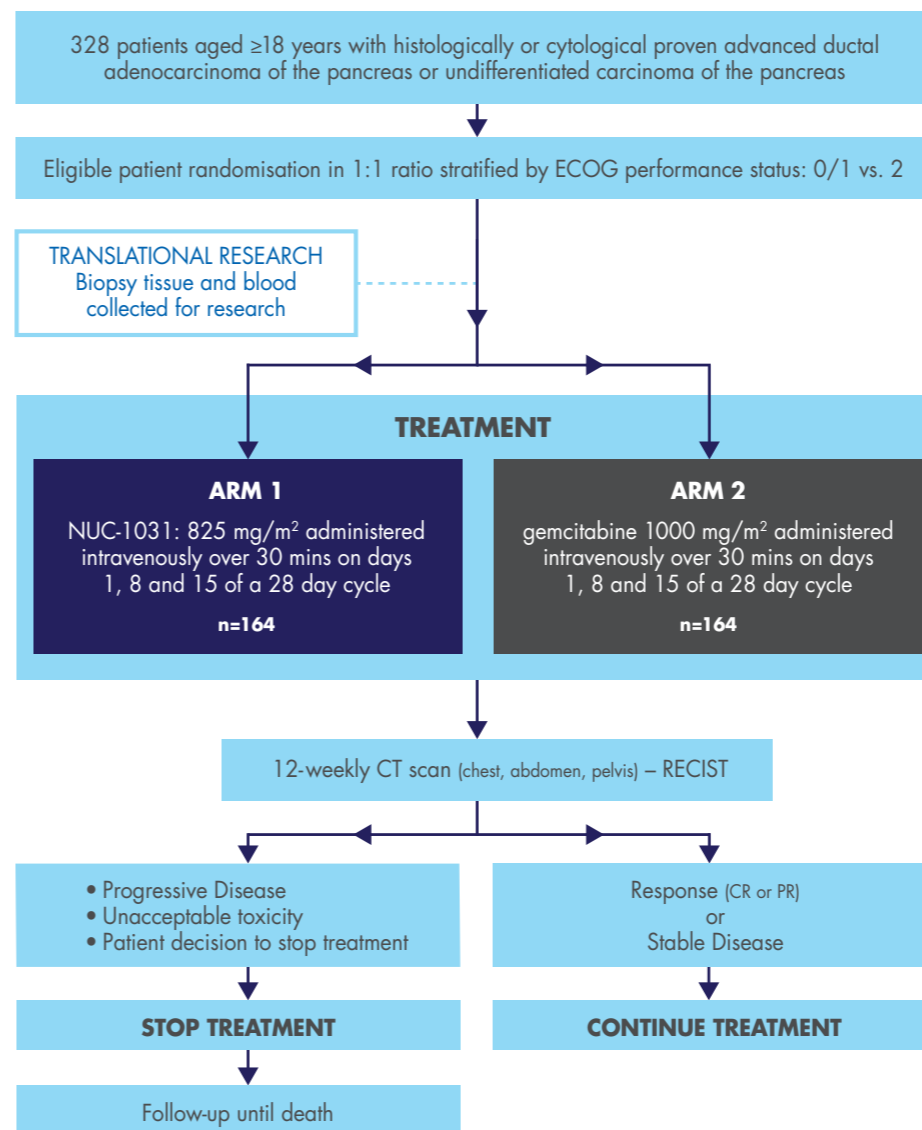 328 patients aged ≥18 years with histologically or cytological proven advanced ductal
adenocarcinoma of the pancreas or undifferentiated carcinoma of the pancreas
Eligible patient randomisation in 1:1 ratio stratified by ECOG performance status: 0/1 vs. 2
TRANSLATIONAL RESEARCH
Biopsy tissue and blood
collected for research
TREATMENT
ARM 1
NUC-1031: 825 mg/m² administered
intravenously over 30 mins on days
1, 8 and 15 of a 28 day cycle
n=164
ARM 2
gemcitabine 1000 mg/m² administered
intravenously over 30 mins on days
1, 8 and 15 of a 28 day cycle
n=164
12-weekly CT scan (chest, abdomen, pelvis) – RECIST
• Progressive Disease
• Unacceptable toxicity
• Patient decision to stop treatment
Response (CR or PR)
or
Stable Disease
STOP TREATMENT
CONTINUE TREATMENT
Follow-up until death